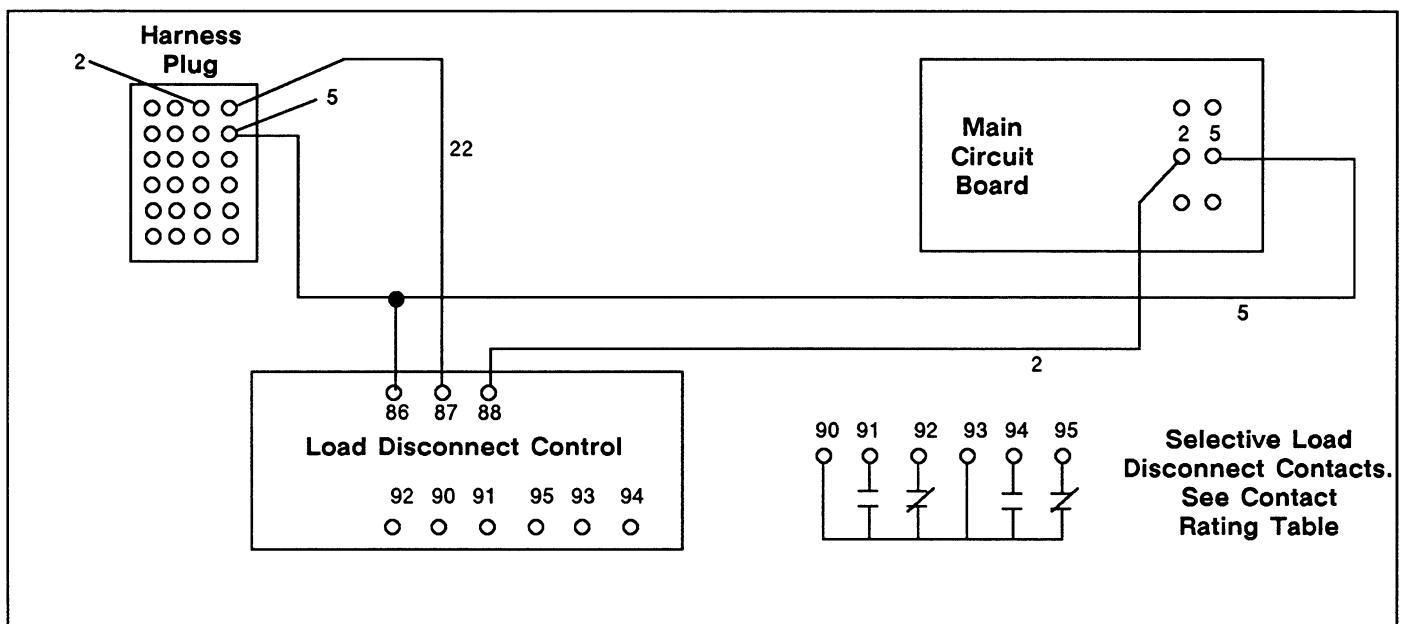 Harness
Plug
2
5
22
Main
Circuit
Board
2 5
5
2
86 87 88
Load Disconnect Control
92 90 91 95 93 94
90 91 92 93 94 95
Selective Load
Disconnect Contacts.
See Contact
Rating Table